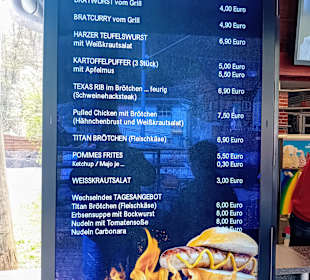 BRATWURST vom Grill 4,00 Euro
BRATCURRY vom Grill 4,90 Euro
HARZER TEUFELSWURST
mit Weißkrautsalat 6,90 Euro
KARTOFFELPUFFER (3 Stück) 5,00 Euro
mit Apfelmus 5,50 Euro
TEXAS RIB im Brötchen ... feurig 6,90 Euro
(Schweinehacksteak)
Pulled Chicken mit Brötchen 7,50 Euro
(Hähnchenbrust und Weißkrautsalat)
TITAN BRÖTCHEN (Fleischkäse) 6,90 Euro
POMMES FRITES 5,50 Euro
Ketchup / Majo je ... 0,30 Euro
WEISSKRAUTSALAT 3,00 Euro
Wechselndes TAGESANGEBOT
Titan Brötchen (Fleischkäse) 6,00 Euro
Erbsensuppe mit Bockwurst 6,00 Euro
Nudeln mit Tomatensoße 8,00 Euro
Nudeln Carbonara